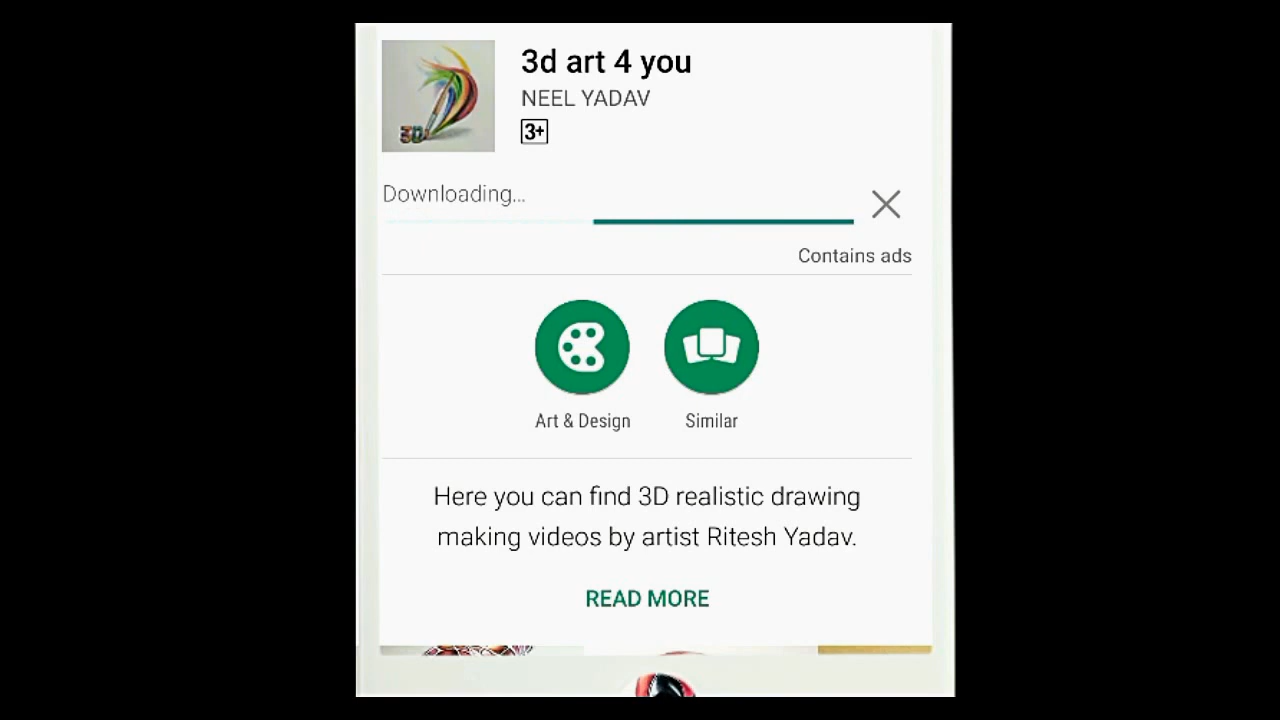 3d art 4 you
NEEL YADAV
3+
3D
Downloading...
Contains ads
Art & Design
Similar
Here you can find 3D realistic drawing
making videos by artist Ritesh Yadav.
READ MORE